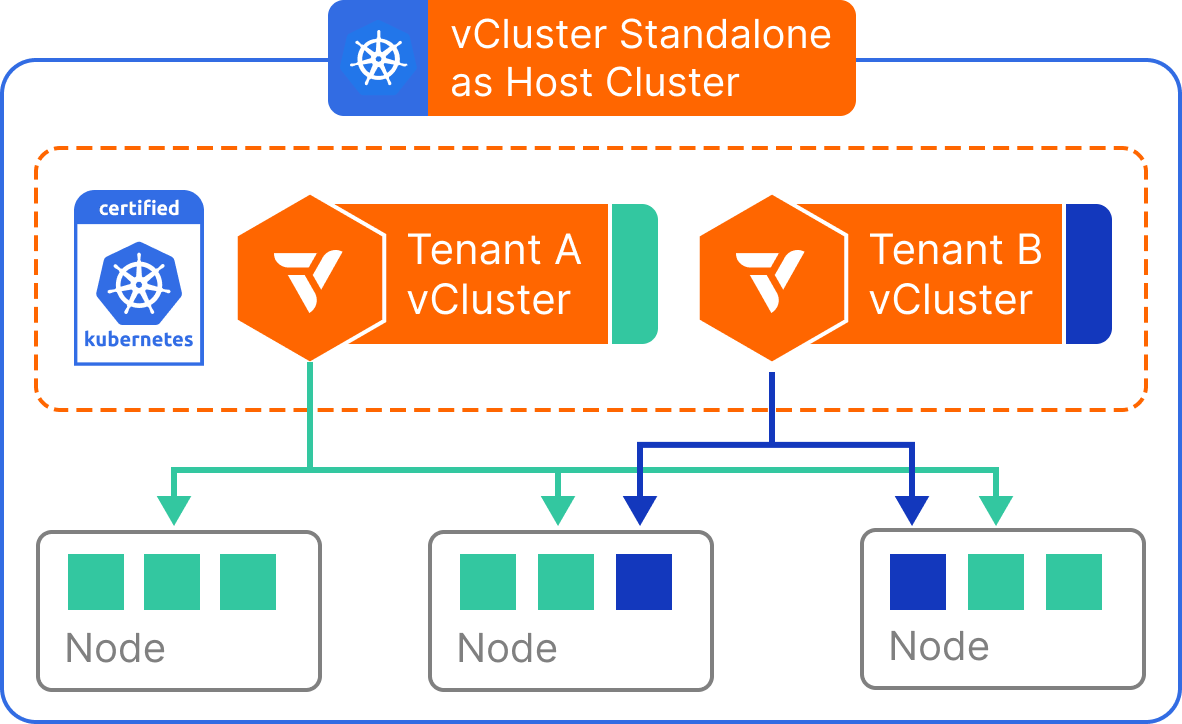 vCluster Standalone
as Host Cluster
certified
kubernetes
Tenant A
vCluster
Tenant B
vCluster
Node
Node
Node